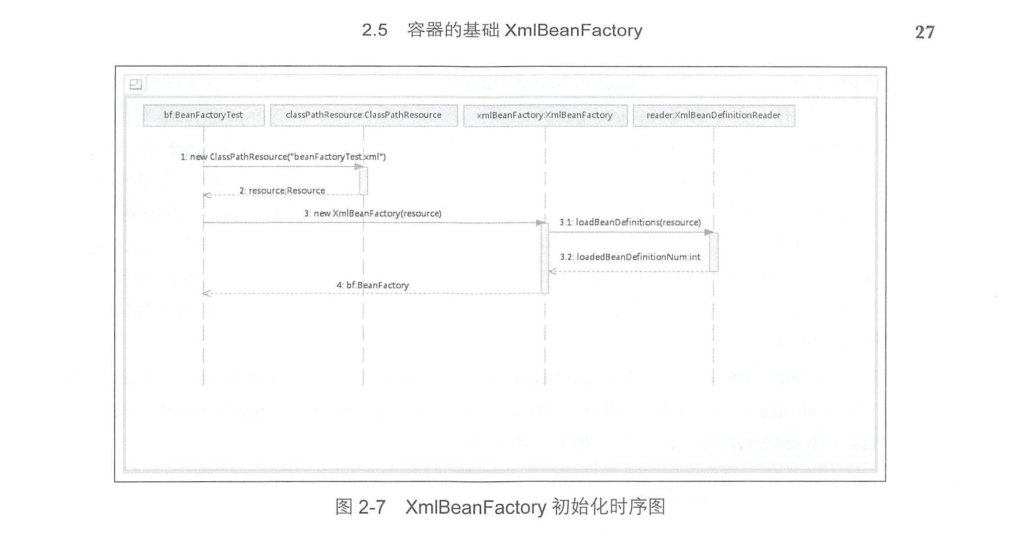 2.5 容器的基础 XmlBeanFactory 27
bf:BeanFactoryTest classPathResource:ClassPathResource xmlBeanFactory:XmlBeanFactory reader:XmlBeanDefinitionReader
1: new ClassPathResource("beanFactoryTest.xml")
2: resource:Resource
3: new XmlBeanFactory(resource)
3.1: loadBeanDefinitions(resource)
3.2: loadedBeanDefinitionNum:int
4: bf:BeanFactory
图 2-7 XmlBeanFactory 初始化时序图